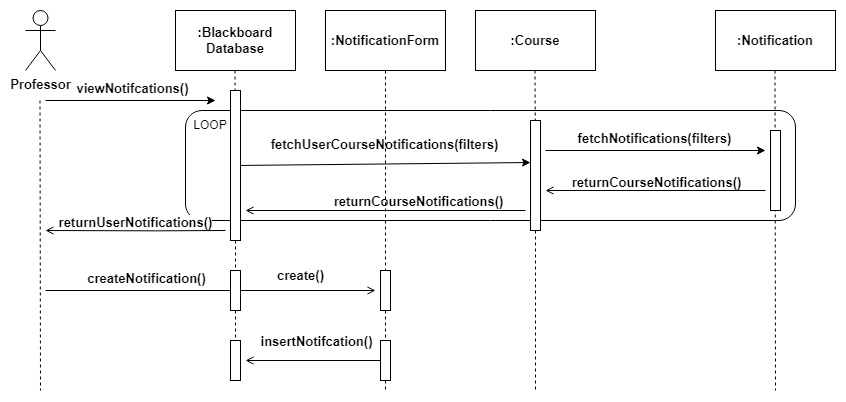 :Blackboard
Database
:NotificationForm
:Course
:Notification
Professor
viewNotifcations()
LOOP
fetchUserCourseNotifications(filters)
fetchNotifications(filters)
returnCourseNotifications()
returnCourseNotifications()
returnUserNotifications()
createNotification()
create()
insertNotifcation()